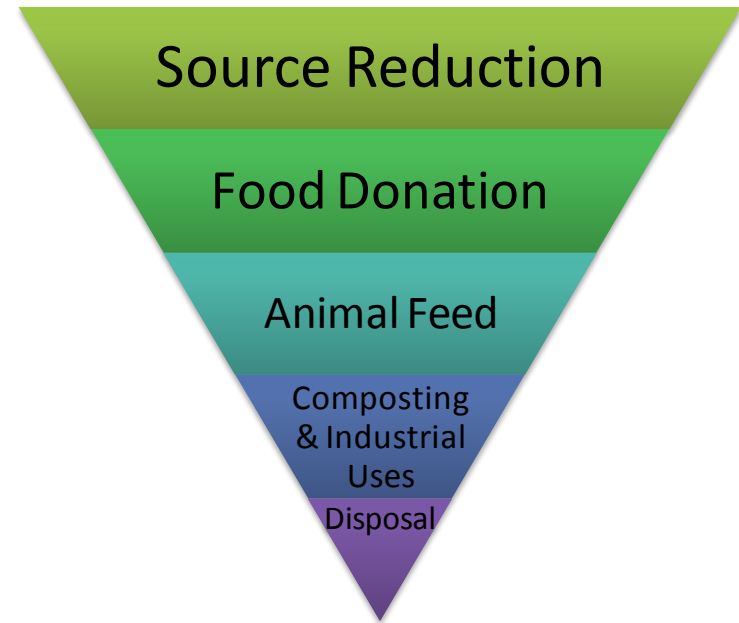 Source Reduction
Food Donation
Animal Feed
Composting
& Industrial
Uses
Disposal